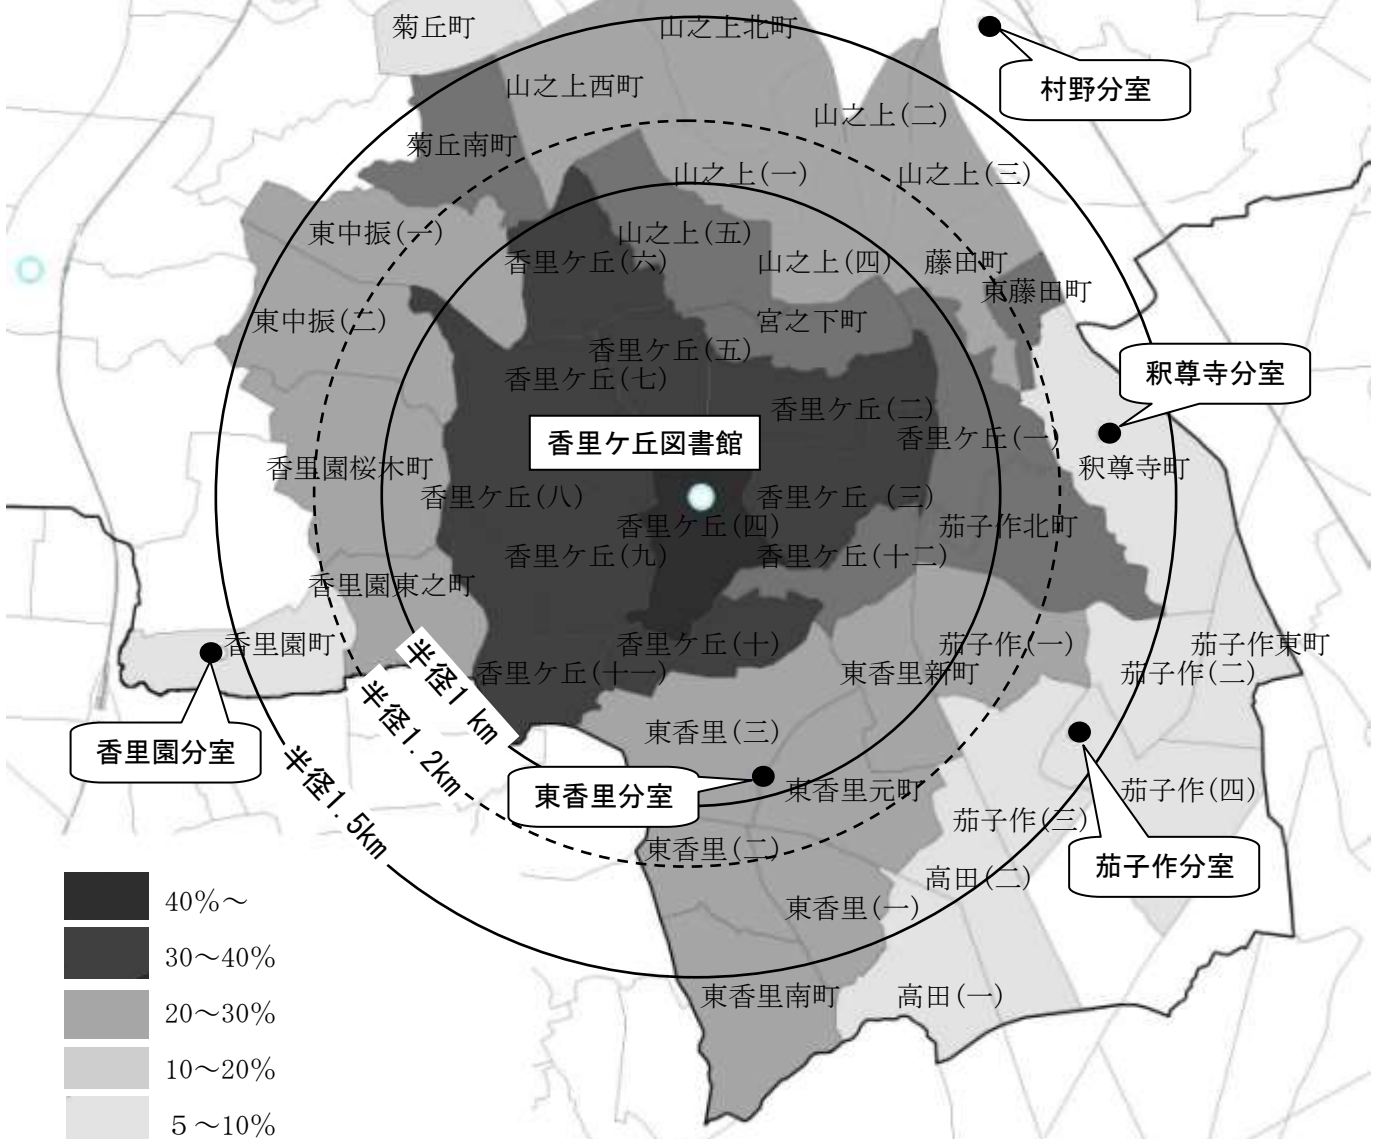 菊丘町
山之上北町
山之上西町
村野分室
山之上(二)
菊丘南町
山之上(一)
山之上(三)
東中振(一)
山之上(五)
香里ケ丘(六)
山之上(四)
藤田町
東藤田町
東中振(二)
宮之下町
香里ケ丘(五)
香里ケ丘(七)
釈尊寺分室
香里ケ丘(二)
香里ケ丘図書館
香里ケ丘(一)
香里園桜木町
釈尊寺町
香里ケ丘(八)
香里ケ丘 (三)
香里ケ丘(四)
茄子作北町
香里ケ丘(九)
香里ケ丘(十二)
香里園東之町
香里園町
香里ケ丘(十)
茄子作(一)
茄子作東町
香里ケ丘(十一)
東香里新町
茄子作(二)
半径1 km
半径1.2km
半径1.5km
東香里(三)
香里園分室
東香里分室
東香里元町
茄子作(四)
茄子作(三)
東香里(二)
茄子作分室
高田(二)
東香里(一)
東香里南町
高田(一)
40%～
30～40%
20～30%
10～20%
5～10%